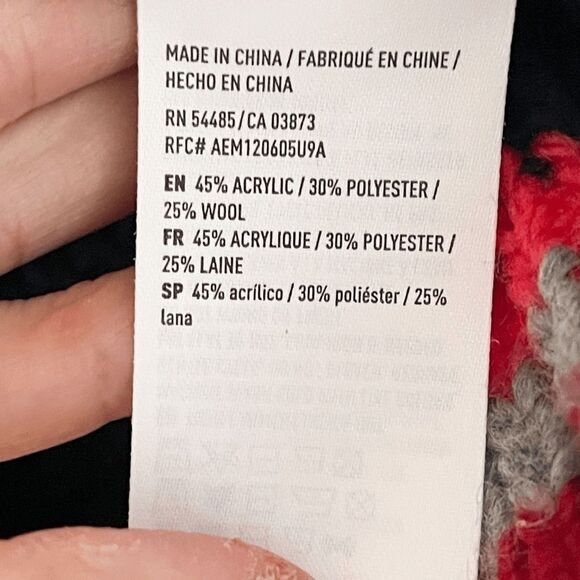 MADE IN CHINA / FABRIQUÉ EN CHINE /
HECHO EN CHINA
RN 54485/CA 03873
RFC# AEM120605U9A
EN 45% ACRYLIC / 30% POLYESTER /
25% WOOL
FR 45% ACRYLIQUE / 30% POLYESTER /
25% LAINE
SP 45% acrílico / 30% poliéster / 25%
lana